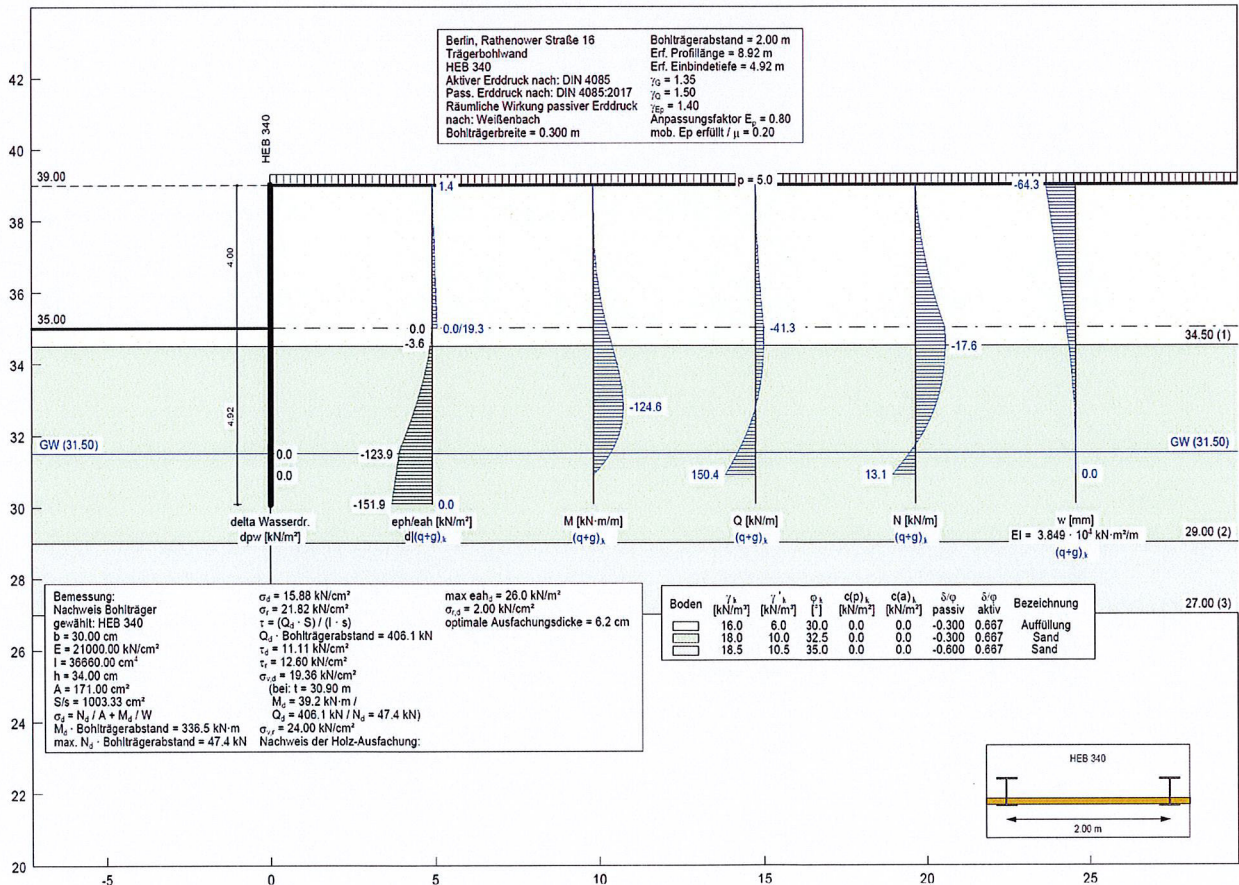 Berlin, Rathenower Straße 16
Trägerbohlwand
HEB 340
Aktiver Erddruck nach: DIN 4085
Pass. Erddruck nach: DIN 4085:2017
Räumliche Wirkung passiver Erddruck
nach: Weißenbach
Bohlträgerbreite = 0.300 m
Bohlträgerabstand = 2.00 m
Erf. Profillänge = 8.92 m
Erf. Einbindetiefe = 4.92 m
γG = 1.35
γQ = 1.50
γEp = 1.40
Anpassungsfaktor Ep = 0.80
mob. Ep erfüllt / μ = 0.20
42
40
38
36
34
32
30
28
26
24
22
20
HEB 340
39.00
1.4
p = 5.0
-64.3
4.00
35.00
0.0
0.0/19.3
-41.3
-3.6
-17.6
34.50 (1)
4.92
-124.6
GW (31.50)
0.0
-123.9
GW (31.50)
0.0
150.4
13.1
0.0
-151.9
0.0
delta Wasserdr.
dpw [kN/m²]
eph/eah [kN/m²]
d|(q+g)k
M [kN·m/m]
(q+g)k
Q [kN/m]
(q+g)k
N [kN/m]
(q+g)k
w [mm]
EI = 3.849 · 10⁴ kN·m²/m
(q+g)k
29.00 (2)
27.00 (3)
Bemessung:
Nachweis Bohlträger
gewählt: HEB 340
b = 30.00 cm
E = 21000.00 kN/cm²
I = 36660.00 cm⁴
h = 34.00 cm
A = 171.00 cm²
S/s = 1003.33 cm²
σd = Nd / A + Md / W
Md · Bohlträgerabstand = 336.5 kN·m
max. Nd · Bohlträgerabstand = 47.4 kN
σd = 15.88 kN/cm²
σr = 21.82 kN/cm²
τ = (Qd · S) / (I · s)
Qd · Bohlträgerabstand = 406.1 kN
τd = 11.11 kN/cm²
τr = 12.60 kN/cm²
σv,d = 19.36 kN/cm²
(bei: t = 30.90 m
Md = 39.2 kN·m /
Qd = 406.1 kN / Nd = 47.4 kN)
σv,r = 24.00 kN/cm²
Nachweis der Holz-Ausfachung:
max eahd = 26.0 kN/m²
σr,d = 2.00 kN/cm²
optimale Ausfachungsdicke = 6.2 cm
Boden γk [kN/m³] γ'k [kN/m³] φk [°] c(p)k [kN/m²] c(a)k [kN/m²] δ/φ passiv δ/φ aktiv Bezeichnung
16.0 6.0 30.0 0.0 0.0 -0.300 0.667 Auffüllung
18.0 10.0 32.5 0.0 0.0 -0.300 0.667 Sand
18.5 10.5 35.0 0.0 0.0 -0.600 0.667 Sand
HEB 340
2.00 m
-5 0 5 10 15 20 25